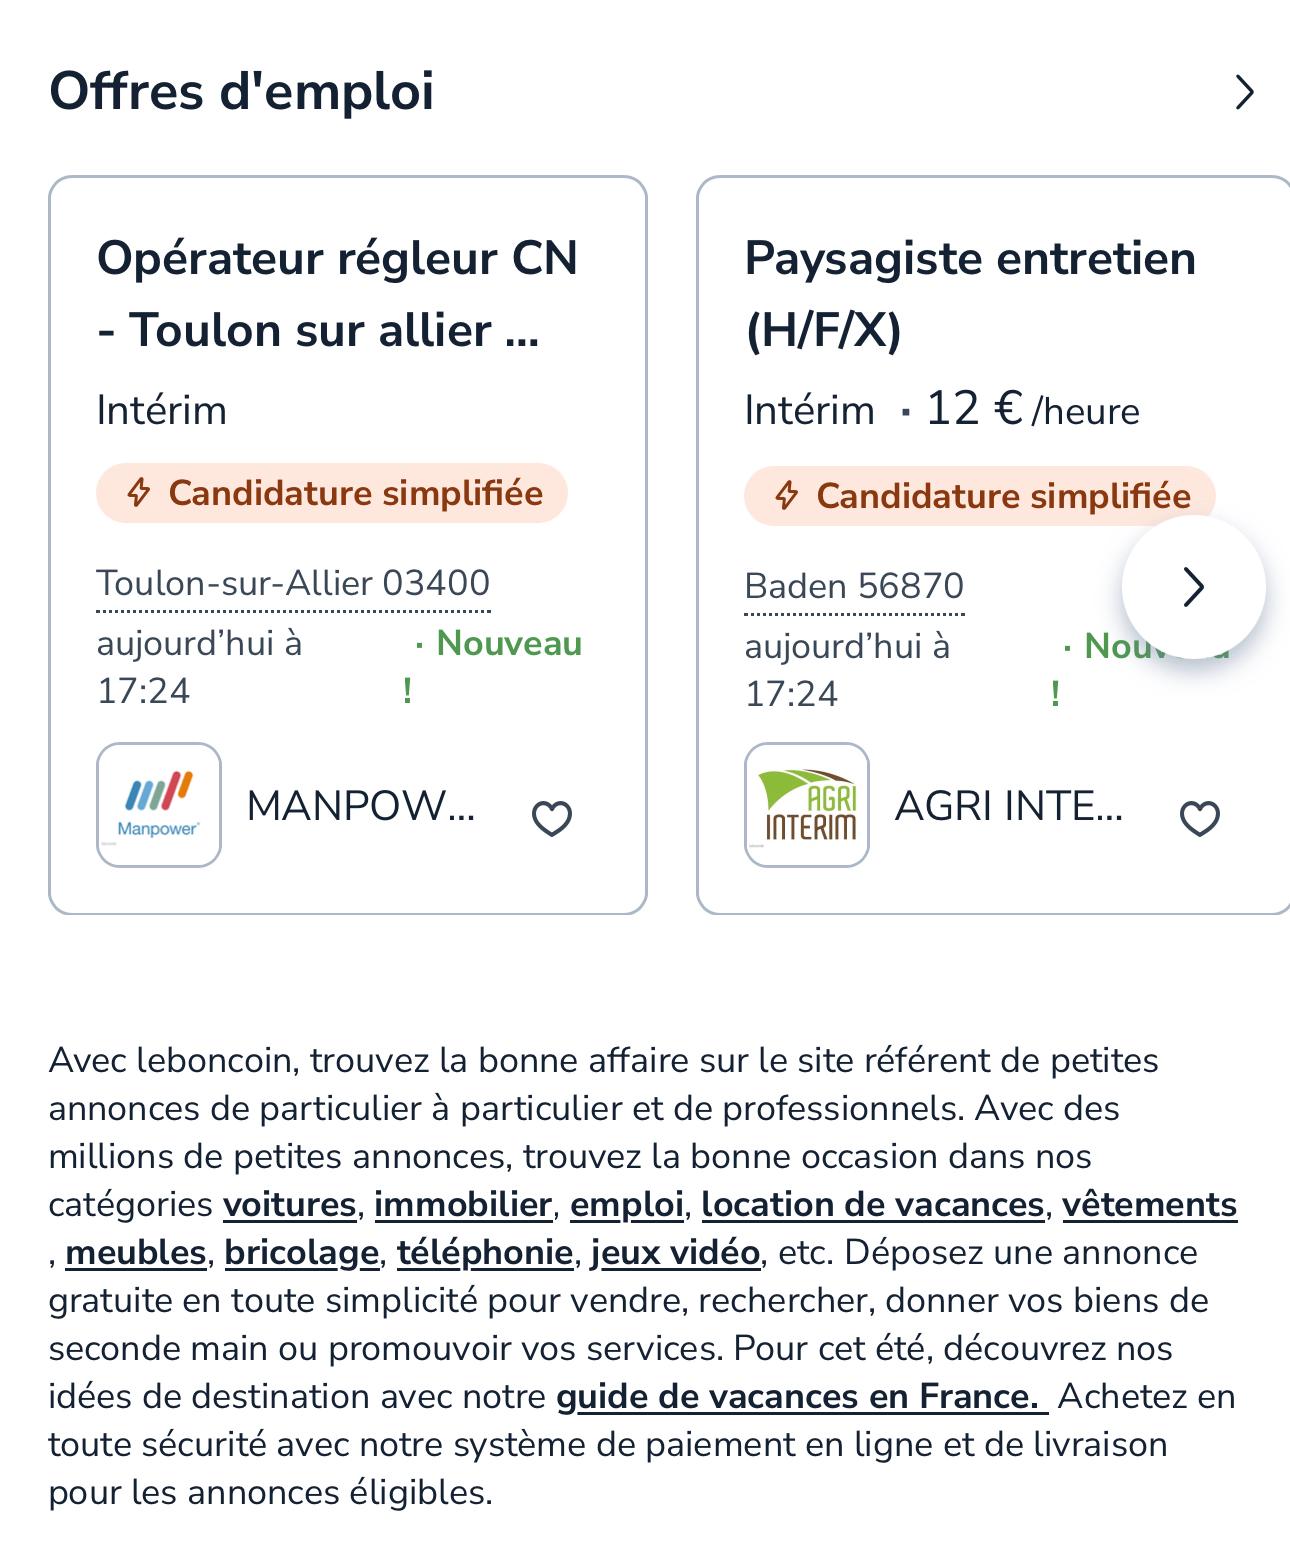 Offres d'emploi
Opérateur régleur CN
- Toulon sur allier ...
Intérim
Candidature simplifiée
Toulon-sur-Allier 03400
aujourd’hui à
17:24
· Nouveau
!
Manpower
MANPOW...
Paysagiste entretien
(H/F/X)
Intérim · 12 € /heure
Candidature simplifiée
Baden 56870
aujourd’hui à
17:24
· Nouveau
!
AGRI
INTERIM
AGRI INTE...
Avec leboncoin, trouvez la bonne affaire sur le site référent de petites
annonces de particulier à particulier et de professionnels. Avec des
millions de petites annonces, trouvez la bonne occasion dans nos
catégories voitures, immobilier, emploi, location de vacances, vêtements
, meubles, bricolage, téléphonie, jeux vidéo, etc. Déposez une annonce
gratuite en toute simplicité pour vendre, rechercher, donner vos biens de
seconde main ou promouvoir vos services. Pour cet été, découvrez nos
idées de destination avec notre guide de vacances en France. Achetez en
toute sécurité avec notre système de paiement en ligne et de livraison
pour les annonces éligibles.